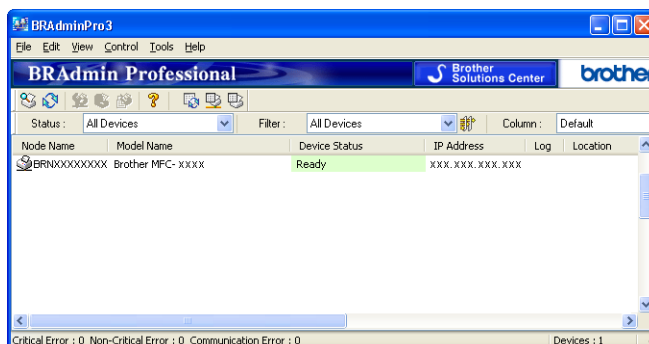 BRAdminPro3
File Edit View Control Tools Help
BRAdmin Professional Brother Solutions Center brother
Status : All Devices Filter : All Devices Column : Default
Node Name Model Name Device Status IP Address Log Location
BRNXXXXXXXX Brother MFC- xxxx Ready XXX.XXX.XXX.XXX
Critical Error : 0 Non-Critical Error : 0 Communication Error : 0 Devices : 1